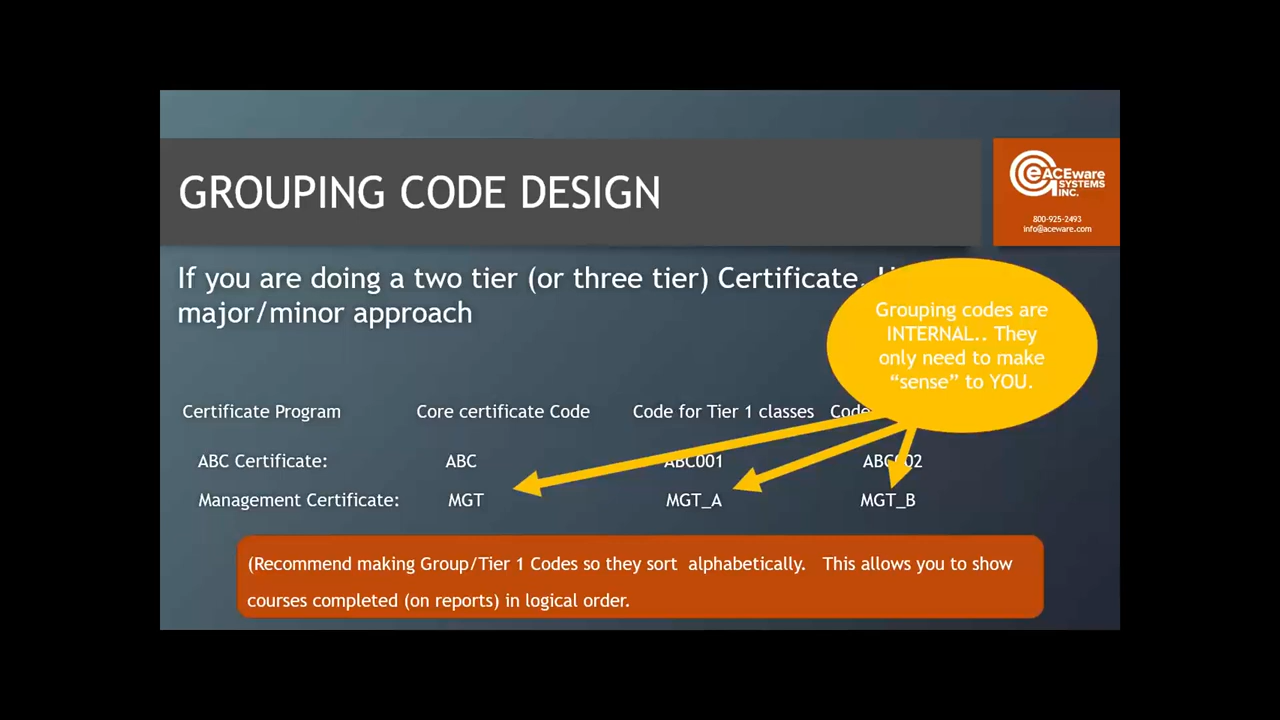 GROUPING CODE DESIGN
eACEware
SYSTEMS
INC.
800-925-2493
info@aceware.com
If you are doing a two tier (or three tier) Certificate.
major/minor approach
Grouping codes are
INTERNAL.. They
only need to make
“sense” to YOU.
Certificate Program Core certificate Code Code for Tier 1 classes Code
ABC Certificate: ABC ABC001 ABC002
Management Certificate: MGT MGT_A MGT_B
(Recommend making Group/Tier 1 Codes so they sort alphabetically. This allows you to show
courses completed (on reports) in logical order.